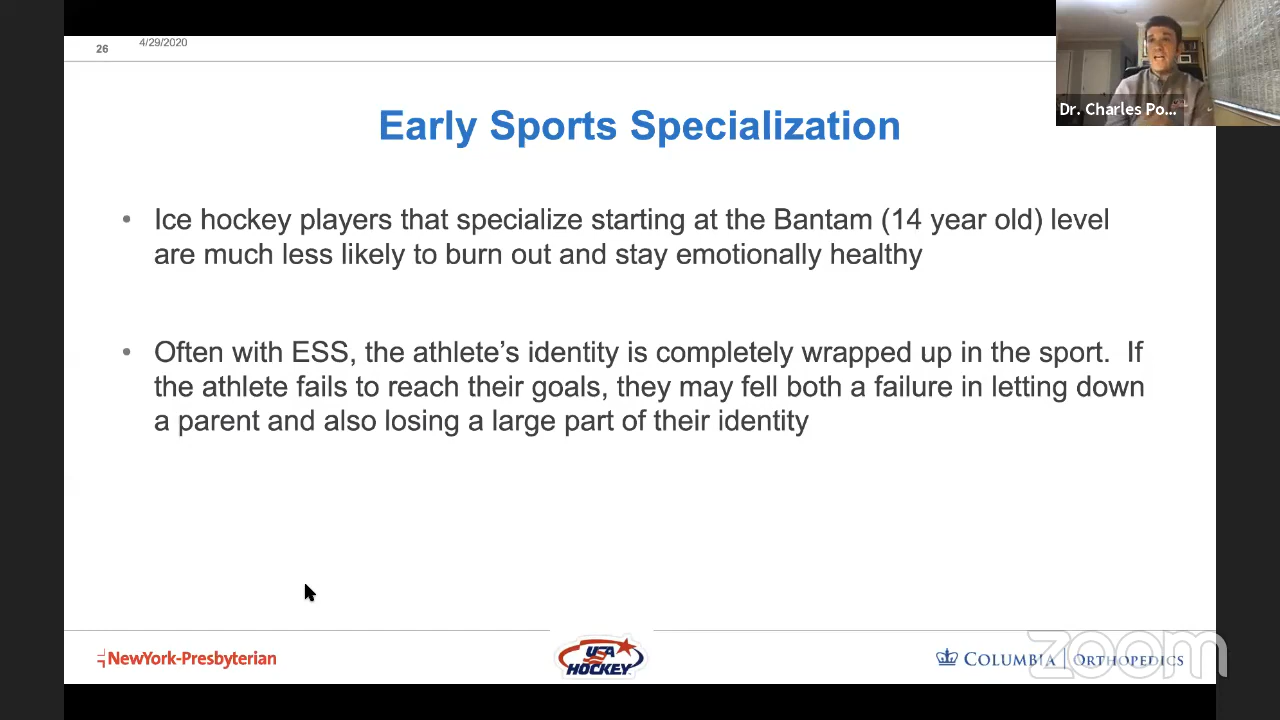 26
4/29/2020
Dr. Charles Po...
Early Sports Specialization
• Ice hockey players that specialize starting at the Bantam (14 year old) level
are much less likely to burn out and stay emotionally healthy
• Often with ESS, the athlete's identity is completely wrapped up in the sport. If
the athlete fails to reach their goals, they may fell both a failure in letting down
a parent and also losing a large part of their identity
NewYork-Presbyterian
USA
HOCKEY
COLUMBIA | ORTHOPEDICS
zoom